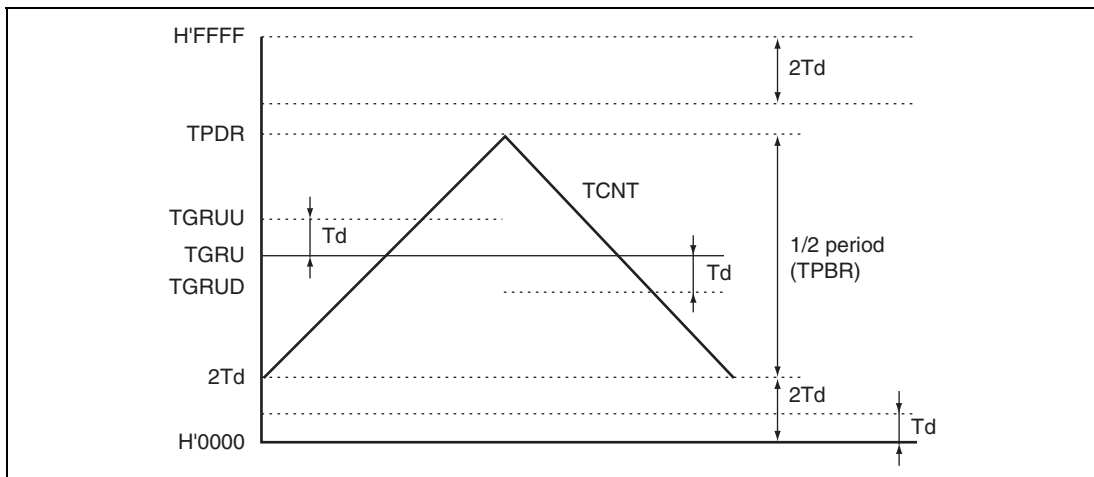 H'FFFF
2Td
TPDR
TCNT
TGRUU
Td
TGRU
1/2 period
(TPBR)
Td
TGRUD
2Td
2Td
Td
H'0000